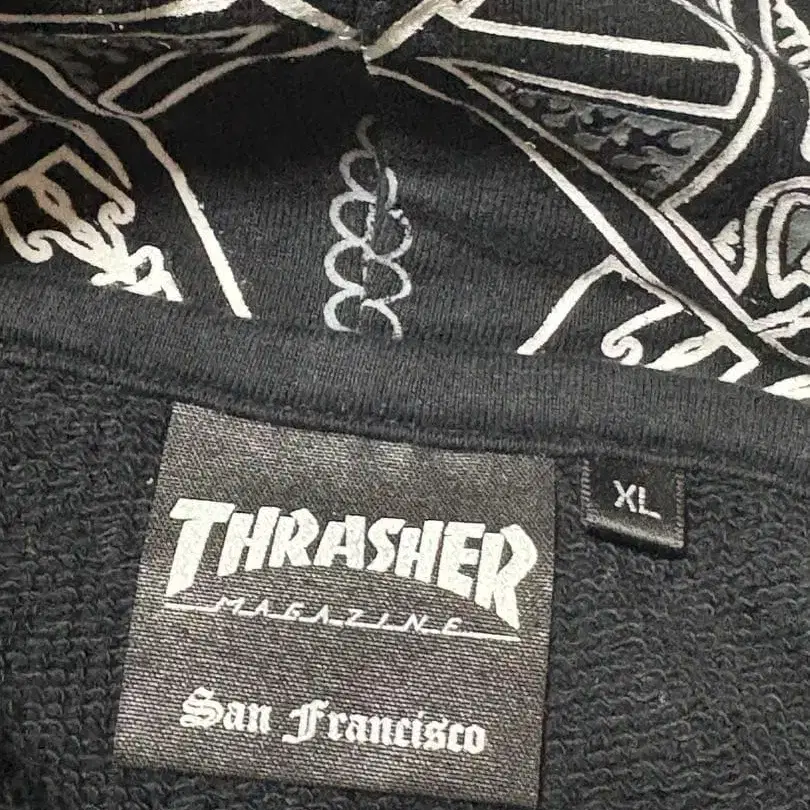 THRASHER
MAGAZINE
San Francisco
XL